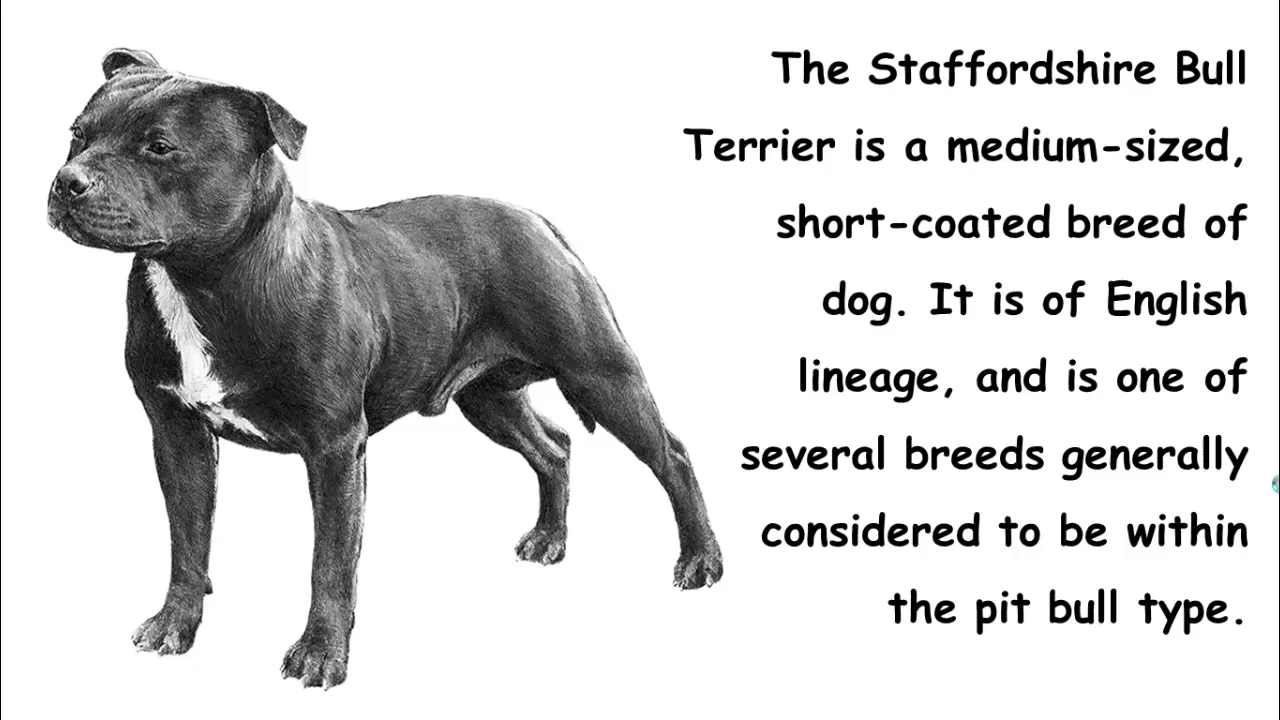 The Staffordshire Bull
Terrier is a medium-sized,
short-coated breed of
dog. It is of English
lineage, and is one of
several breeds generally
considered to be within
the pit bull type.